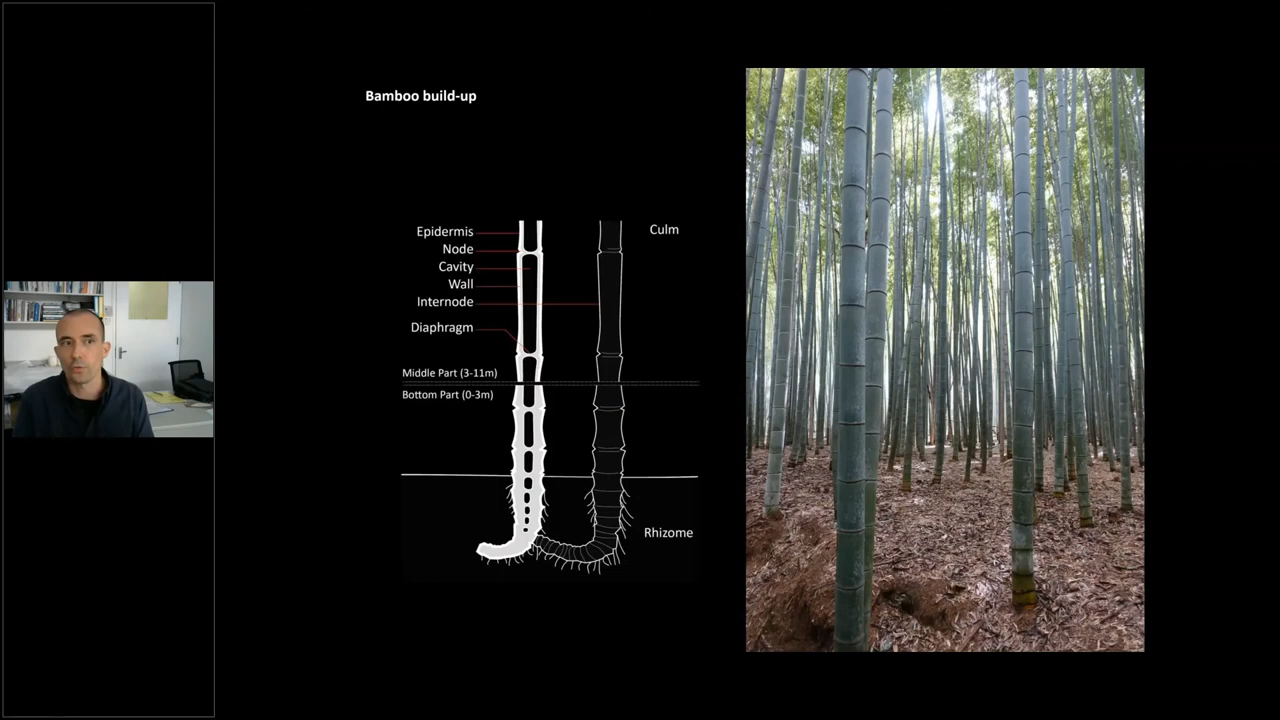 Bamboo build-up
Epidermis
Node
Cavity
Wall
Internode
Diaphragm
Middle Part (3-11m)
Bottom Part (0-3m)
Culm
Rhizome